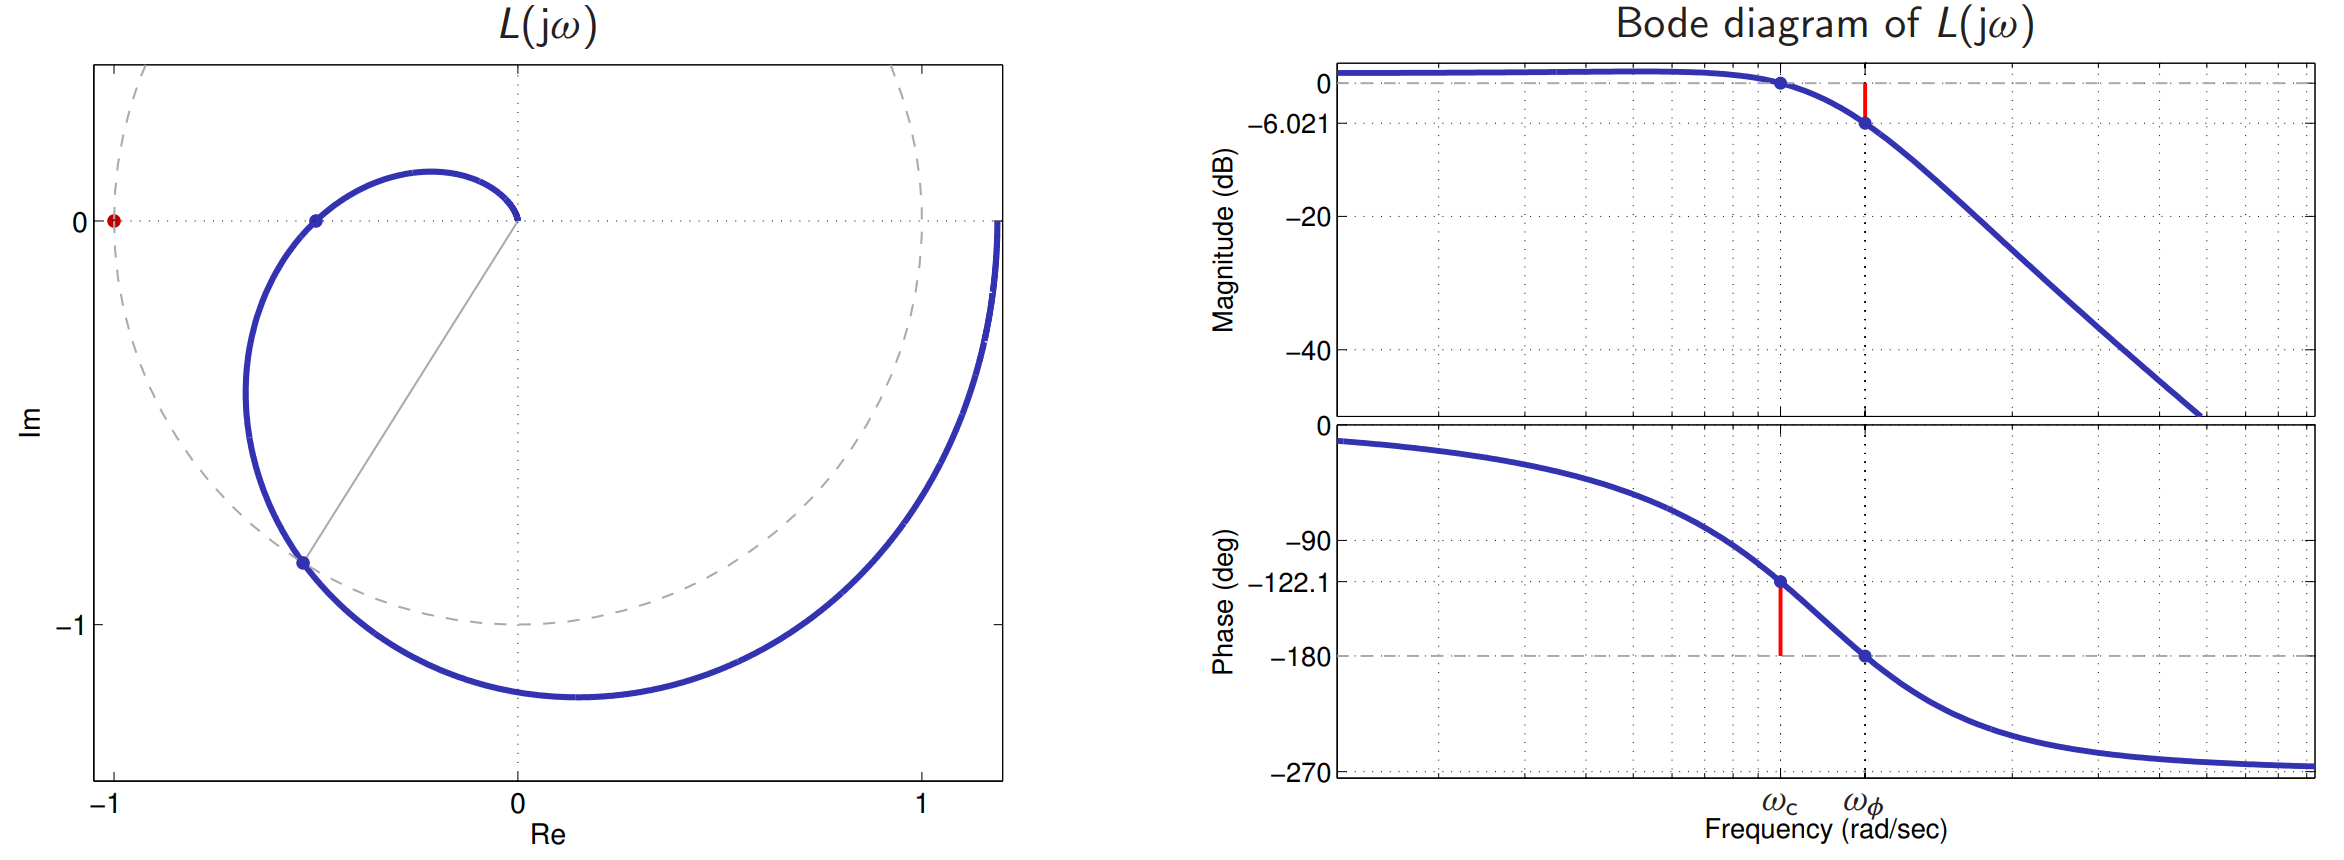 L(jω)
0
−1
Im
−1
0
1
Re
Bode diagram of L(jω)
0
−6.021
−20
−40
Magnitude (dB)
0
−90
−122.1
−180
−270
Phase (deg)
ωc
ωϕ
Frequency (rad/sec)